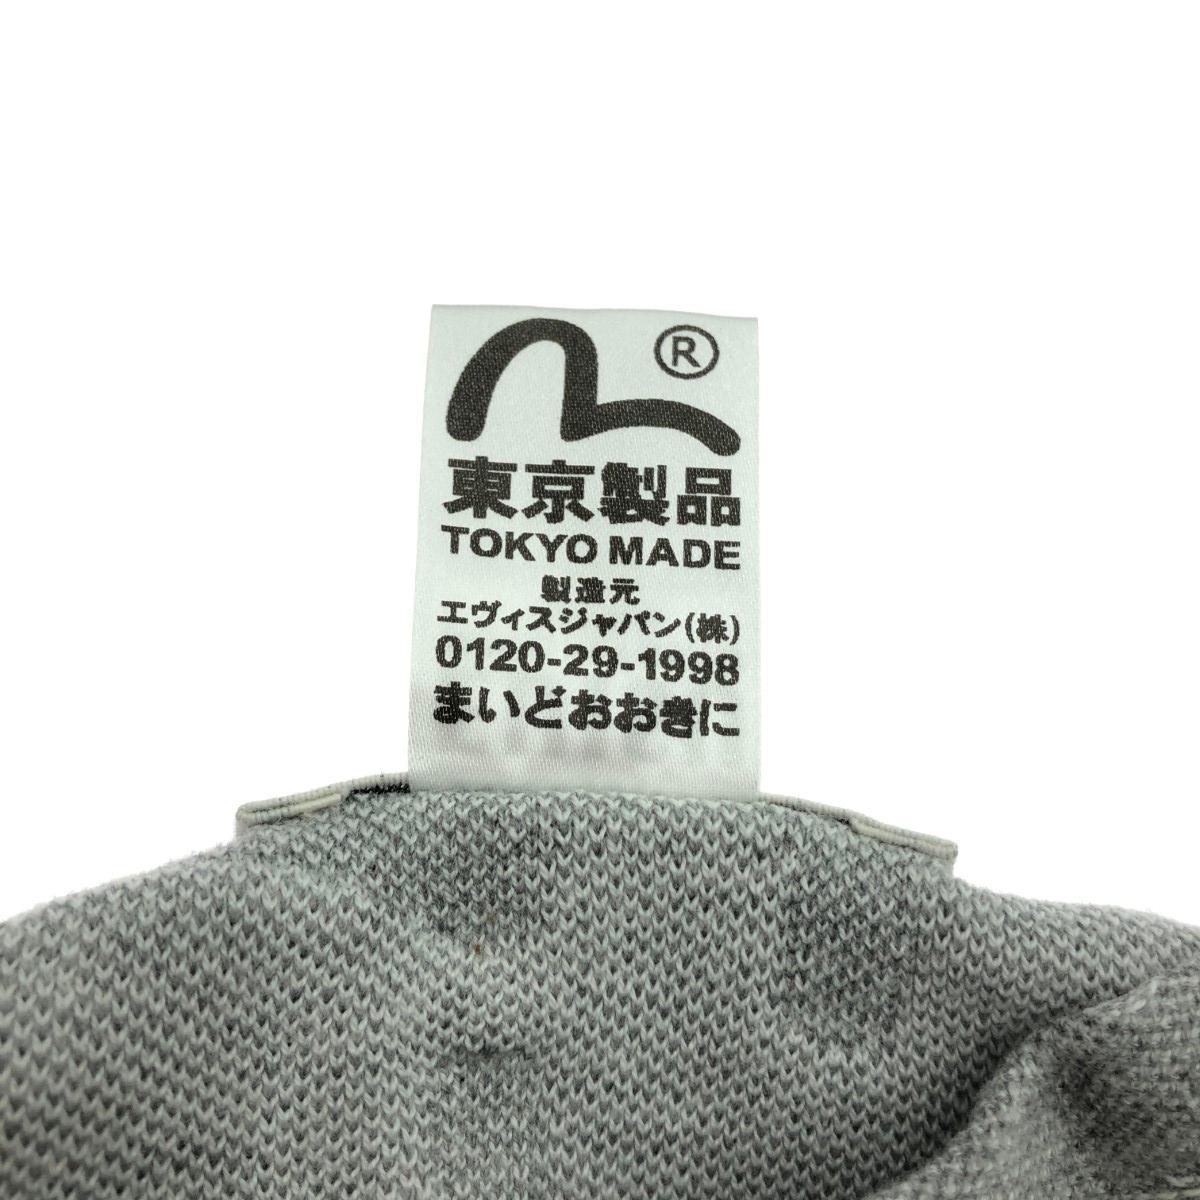 ®
東京製品
TOKYO MADE
製造元
エヴィスジャパン(株)
0120-29-1998
まいどおおきに